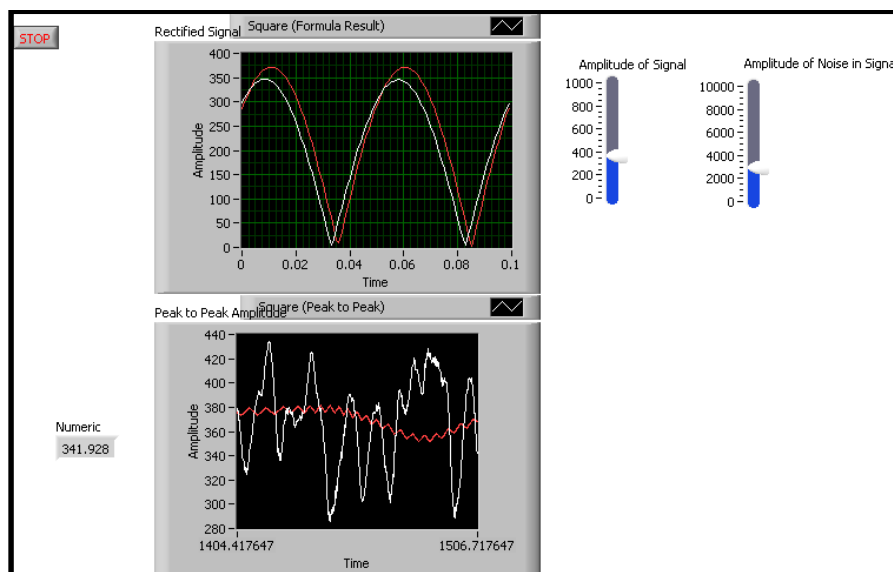 STOP
Rectified Signal
Square (Formula Result)
400
350
300
250
200
150
100
50
0
Amplitude
0 0.02 0.04 0.06 0.08 0.1
Time
Amplitude of Signal
1000
800
600
400
200
0
Amplitude of Noise in Signa
10000
8000
6000
4000
2000
0
Peak to Peak Amplitude
Square (Peak to Peak)
440
420
400
380
360
340
320
300
280
Amplitude
1404.417647 1506.717647
Time
Numeric
341.928